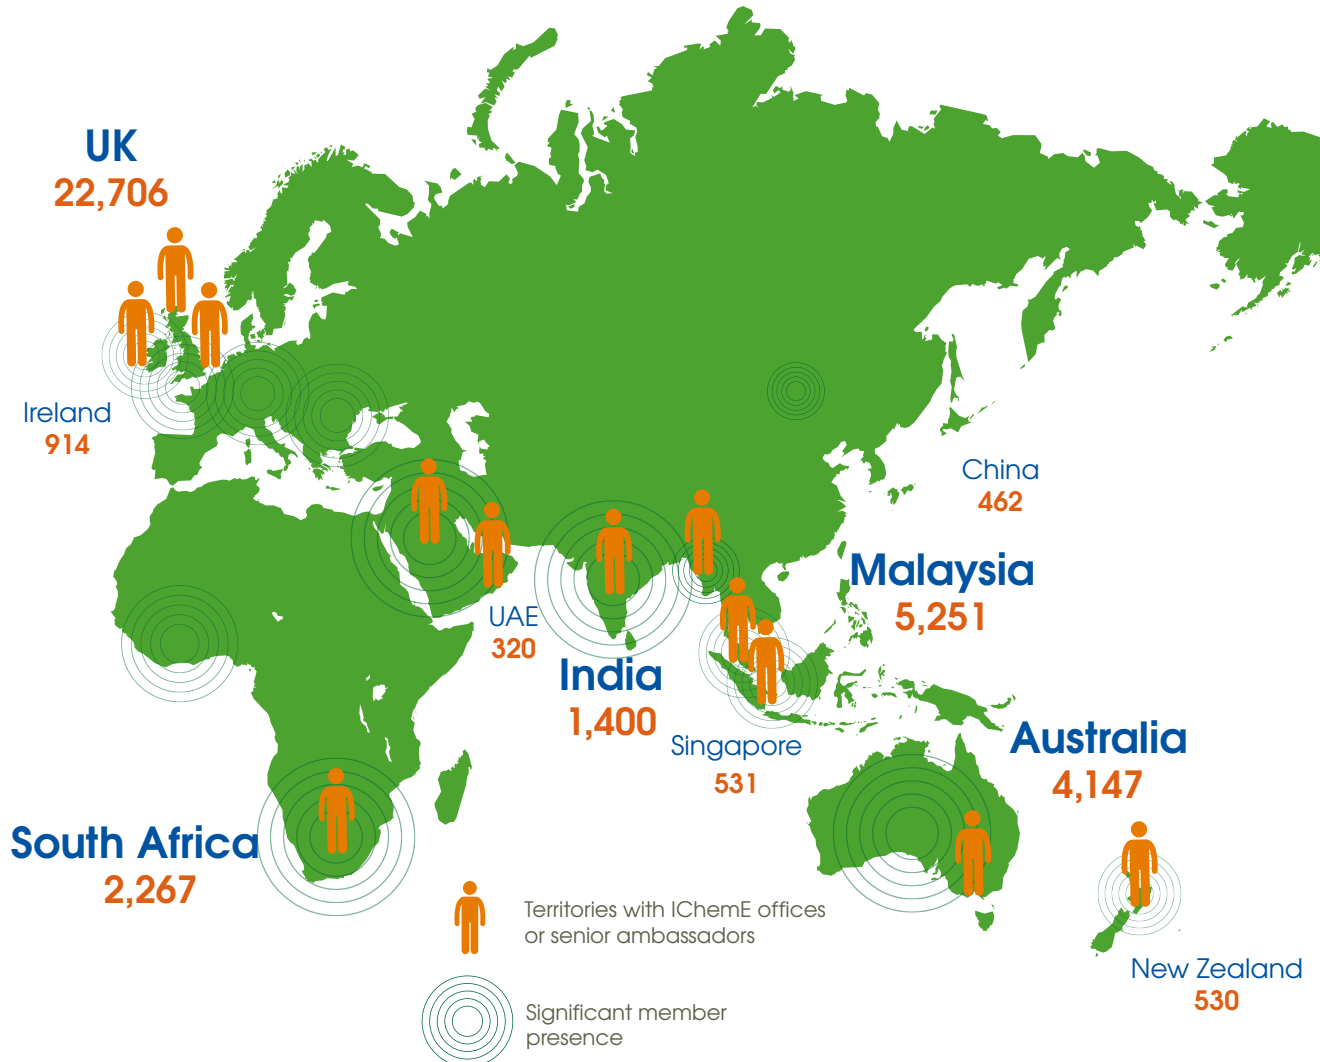 UK
22,706
Ireland
914
China
462
Malaysia
5,251
UAE
320
India
1,400
Singapore
531
Australia
4,147
South Africa
2,267
Territories with IChemE offices
or senior ambassadors
New Zealand
530
Significant member
presence